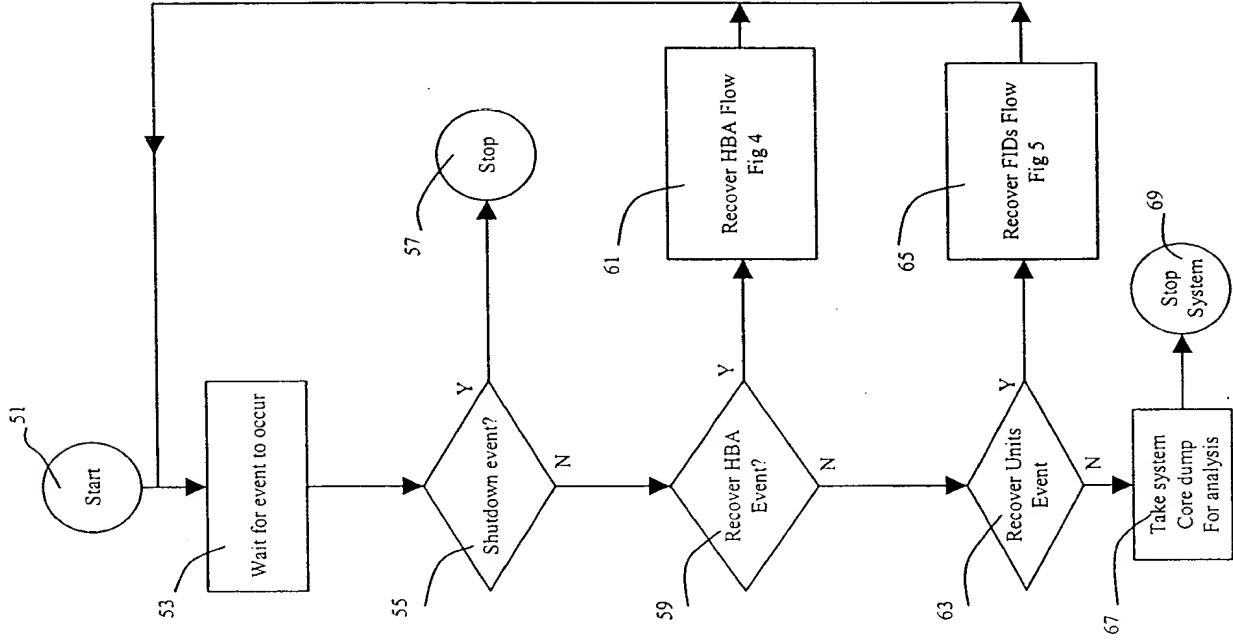 51
Start
53
Wait for event to occur
55
Shutdown event?
Y
N
57
Stop
59
Recover HBA
Event?
Y
N
61
Recover HBA Flow
Fig 4
63
Recover Units
Event
Y
N
65
Recover FIDs Flow
Fig 5
67
Take system
Core dump
For analysis
69
Stop
System